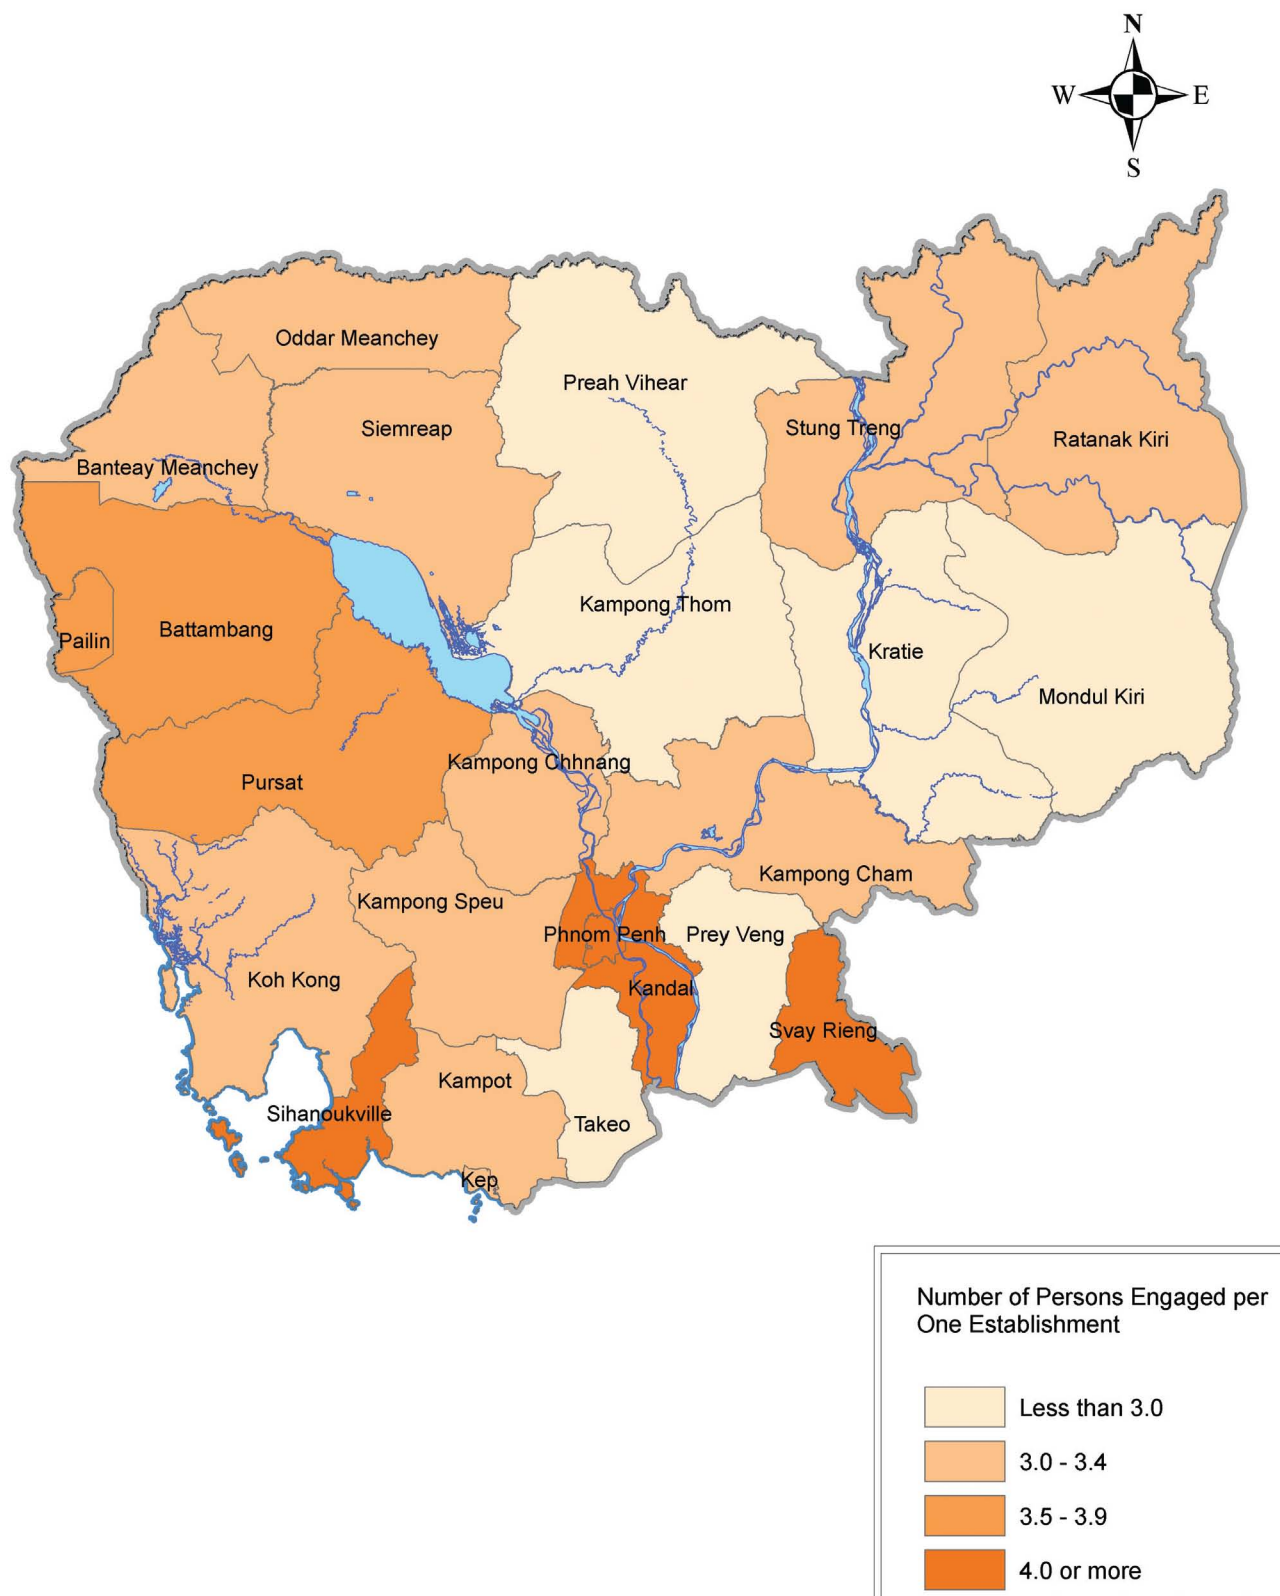 N
W E
S
Oddar Meanchey
Preah Vihear
Siemreap
Stung Treng
Ratanak Kiri
Banteay Meanchey
Kampong Thom
Battambang
Pailin
Kratie
Mondul Kiri
Kampong Chhnang
Pursat
Kampong Cham
Kampong Speu
Phnom Penh
Prey Veng
Koh Kong
Kandal
Svay Rieng
Kampot
Sihanoukville
Takeo
Kep
Number of Persons Engaged per
One Establishment
Less than 3.0
3.0 - 3.4
3.5 - 3.9
4.0 or more